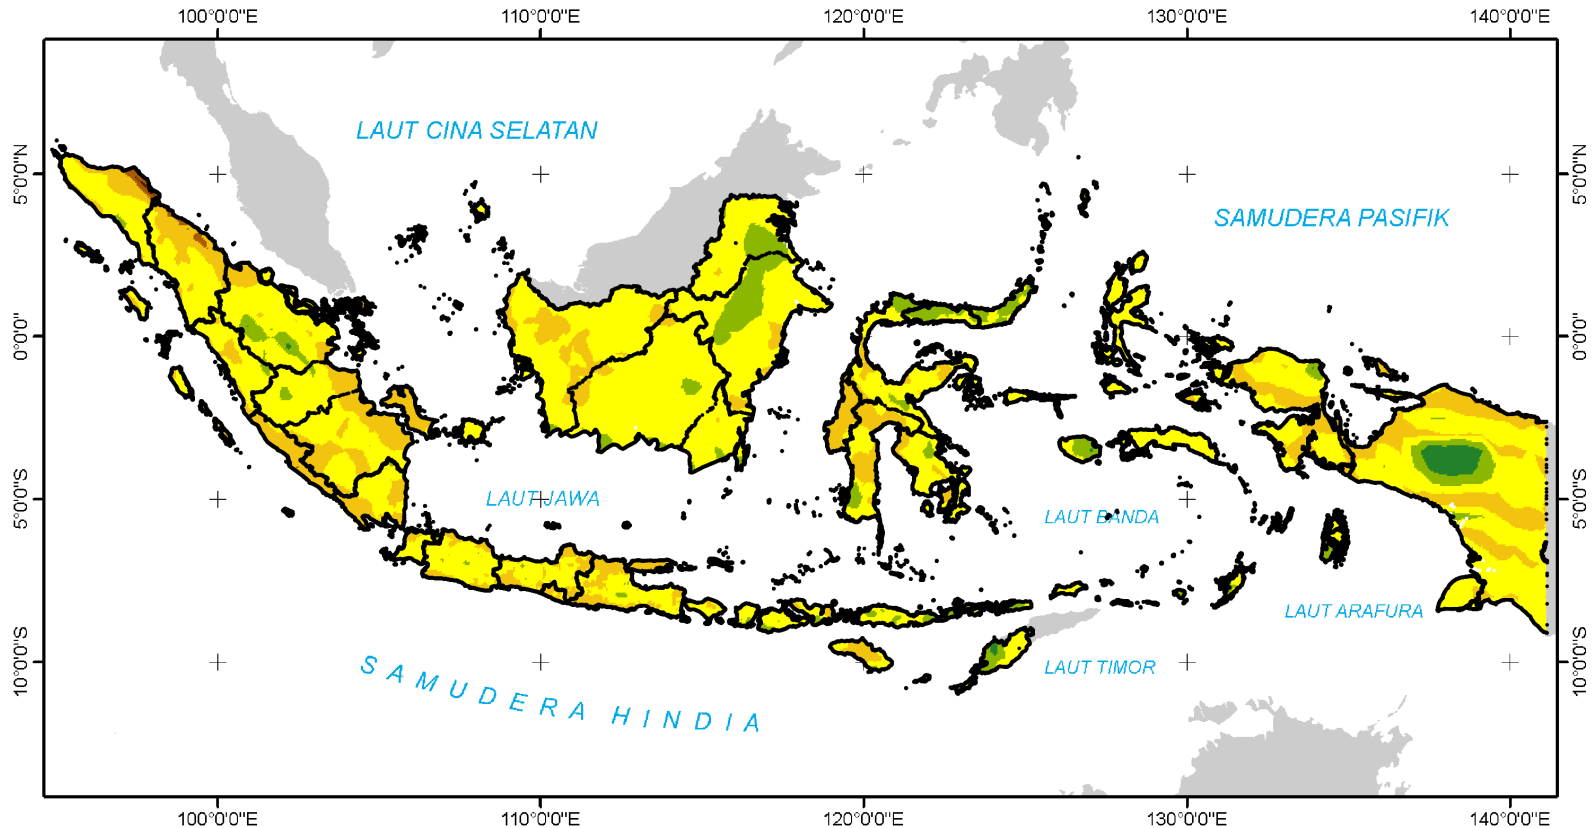 100°0'0"E 110°0'0"E 120°0'0"E 130°0'0"E 140°0'0"E
LAUT CINA SELATAN
5°0'0"N 5°0'0"N
SAMUDERA PASIFIK
0°0'0" 0°0'0"
5°0'0"S LAUT JAWA 5°0'0"S
LAUT BANDA
LAUT ARAFURA
10°0'0"S LAUT TIMOR 10°0'0"S
SAMUDERA HINDIA
100°0'0"E 110°0'0"E 120°0'0"E 130°0'0"E 140°0'0"E